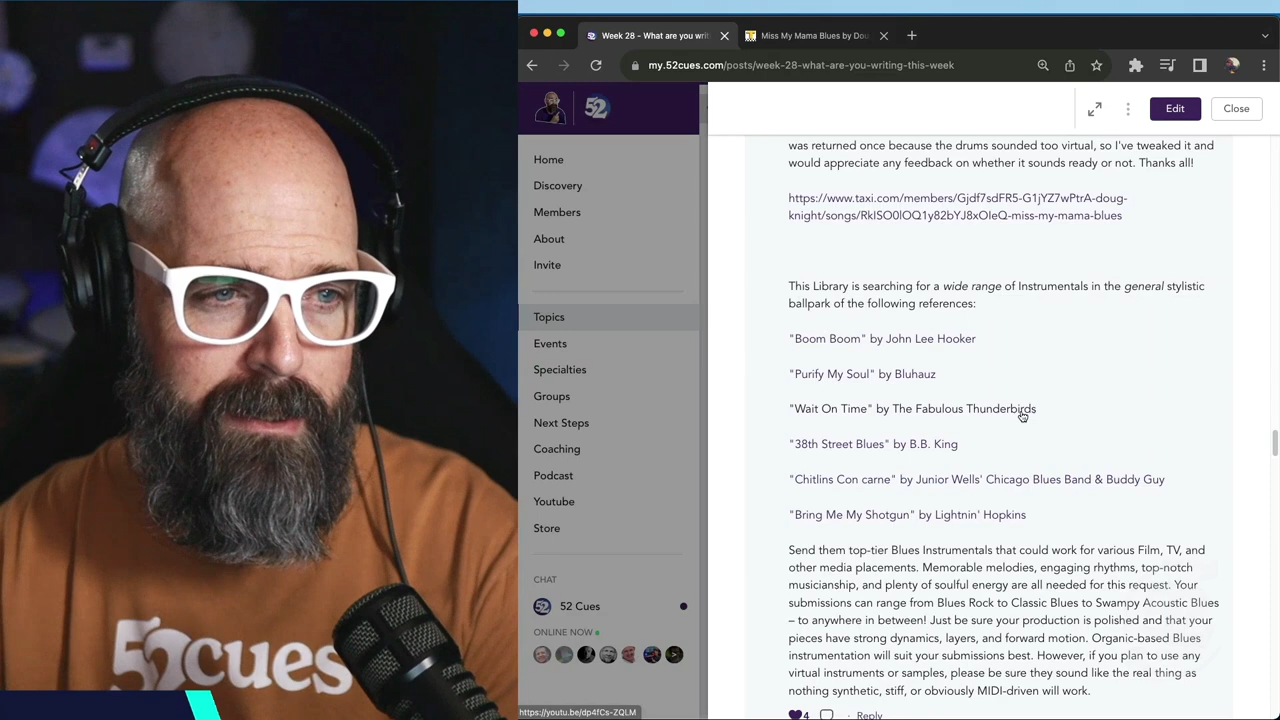 Week 28 - What are you writ
Miss My Mama Blues by Dou
my.52cues.com/posts/week-28-what-are-you-writing-this-week
52
Edit
Close
Home
Discovery
Members
About
Invite
Topics
Events
Specialties
Groups
Next Steps
Coaching
Podcast
Youtube
Store
CHAT
52 Cues
ONLINE NOW
was returned once because the drums sounded too virtual, so I've tweaked it and
would appreciate any feedback on whether it sounds ready or not. Thanks all!
https://www.taxi.com/members/Gjdf7sdFR5-G1jYZ7wPtrA-doug-
knight/songs/RkISO0lOQ1y82bYJ8xOIeQ-miss-my-mama-blues
This Library is searching for a wide range of Instrumentals in the general stylistic
ballpark of the following references:
"Boom Boom" by John Lee Hooker
"Purify My Soul" by Bluhauz
"Wait On Time" by The Fabulous Thunderbirds
"38th Street Blues" by B.B. King
"Chitlins Con carne" by Junior Wells' Chicago Blues Band & Buddy Guy
"Bring Me My Shotgun" by Lightnin' Hopkins
Send them top-tier Blues Instrumentals that could work for various Film, TV, and
other media placements. Memorable melodies, engaging rhythms, top-notch
musicianship, and plenty of soulful energy are all needed for this request. Your
submissions can range from Blues Rock to Classic Blues to Swampy Acoustic Blues
– to anywhere in between! Just be sure your production is polished and that your
pieces have strong dynamics, layers, and forward motion. Organic-based Blues
instrumentation will suit your submissions best. However, if you plan to use any
virtual instruments or samples, please be sure they sound like the real thing as
nothing synthetic, stiff, or obviously MIDI-driven will work.
4
Reply
https://youtu.be/dp4fCs-ZQLM
52cues